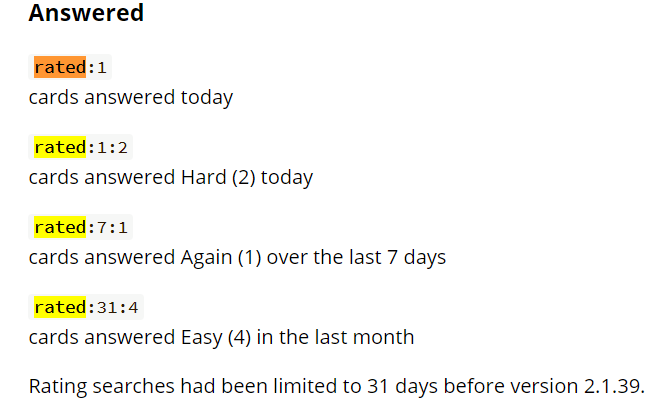 Answered
rated:1
cards answered today
rated:1:2
cards answered Hard (2) today
rated:7:1
cards answered Again (1) over the last 7 days
rated:31:4
cards answered Easy (4) in the last month
Rating searches had been limited to 31 days before version 2.1.39.